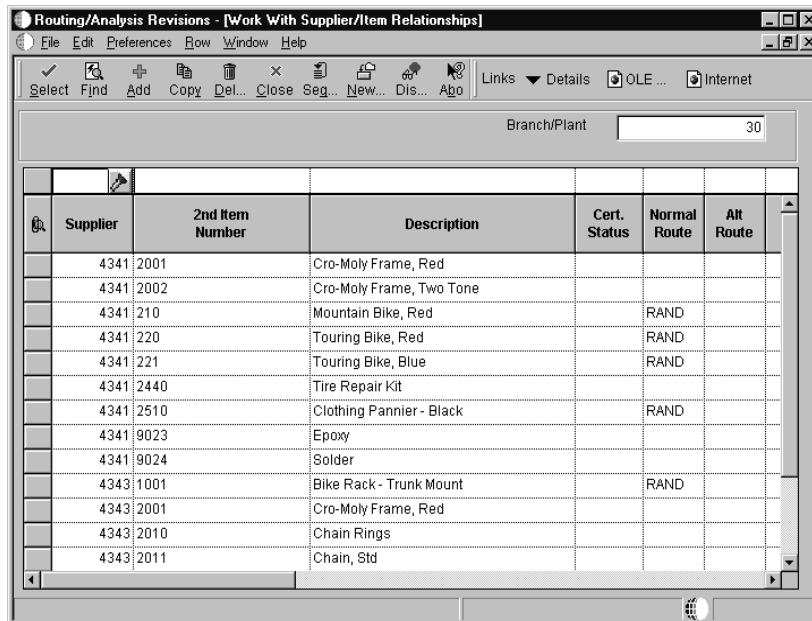 Routing/Analysis Revisions - [Work With Supplier/Item Relationships]
File Edit Preferences Row Window Help
Select Find Add Copy Del... Close Seq... New... Dis... Abo Links Details OLE ... Internet
Branch/Plant 30
Supplier 2nd Item Number Description Cert. Status Normal Route Alt Route
4341 2001 Cro-Moly Frame, Red
4341 2002 Cro-Moly Frame, Two Tone
4341 210 Mountain Bike, Red RAND
4341 220 Touring Bike, Red RAND
4341 221 Touring Bike, Blue RAND
4341 2440 Tire Repair Kit
4341 2510 Clothing Pannier - Black RAND
4341 9023 Epoxy
4341 9024 Solder
4343 1001 Bike Rack - Trunk Mount RAND
4343 2001 Cro-Moly Frame, Red
4343 2010 Chain Rings
4343 2011 Chain, Std